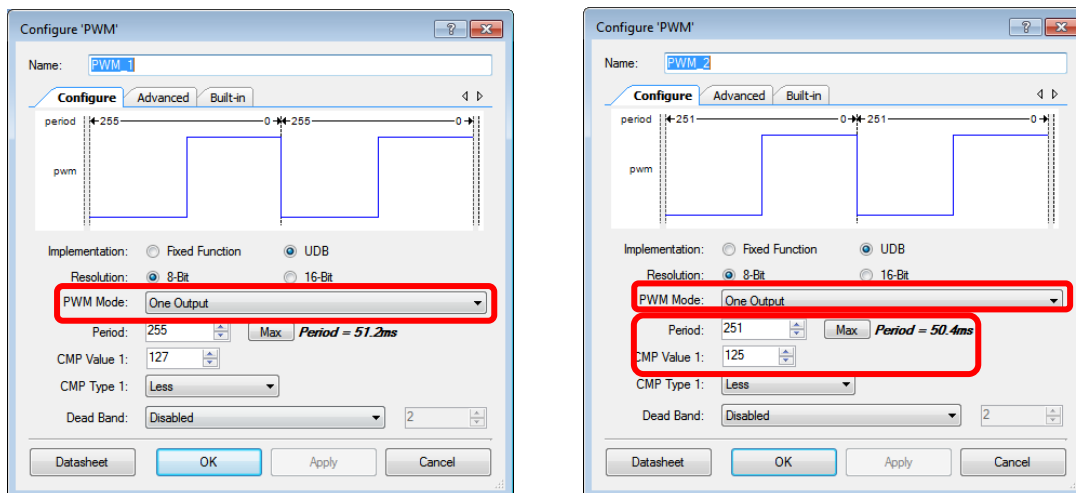 Configure 'PWM'
Name: PWM_1
Configure Advanced Built-in
period 255 0 255 0
pwm
Implementation: Fixed Function UDB
Resolution: 8-Bit 16-Bit
PWM Mode: One Output
Period: 255 Max Period = 51.2ms
CMP Value 1: 127
CMP Type 1: Less
Dead Band: Disabled 2
Datasheet OK Apply Cancel
Configure 'PWM'
Name: PWM_2
Configure Advanced Built-in
period 251 0 251 0
pwm
Implementation: Fixed Function UDB
Resolution: 8-Bit 16-Bit
PWM Mode: One Output
Period: 251 Max Period = 50.4ms
CMP Value 1: 125
CMP Type 1: Less
Dead Band: Disabled 2
Datasheet OK Apply Cancel